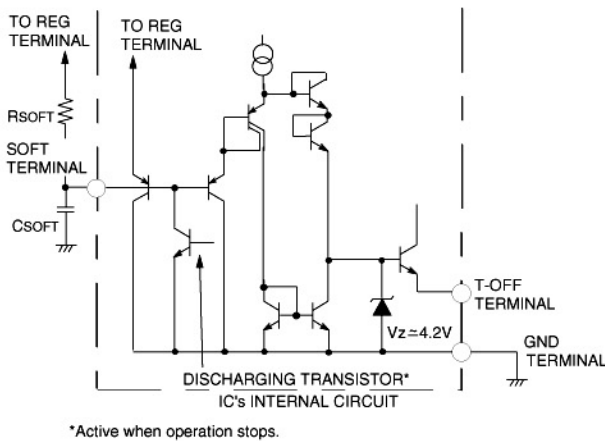 TO REG
TERMINAL
TO REG
TERMINAL
RSOFT
SOFT
TERMINAL
CSOFT
T-OFF
TERMINAL
Vz≃4.2V
GND
TERMINAL
DISCHARGING TRANSISTOR*
IC's INTERNAL CIRCUIT
*Active when operation stops.